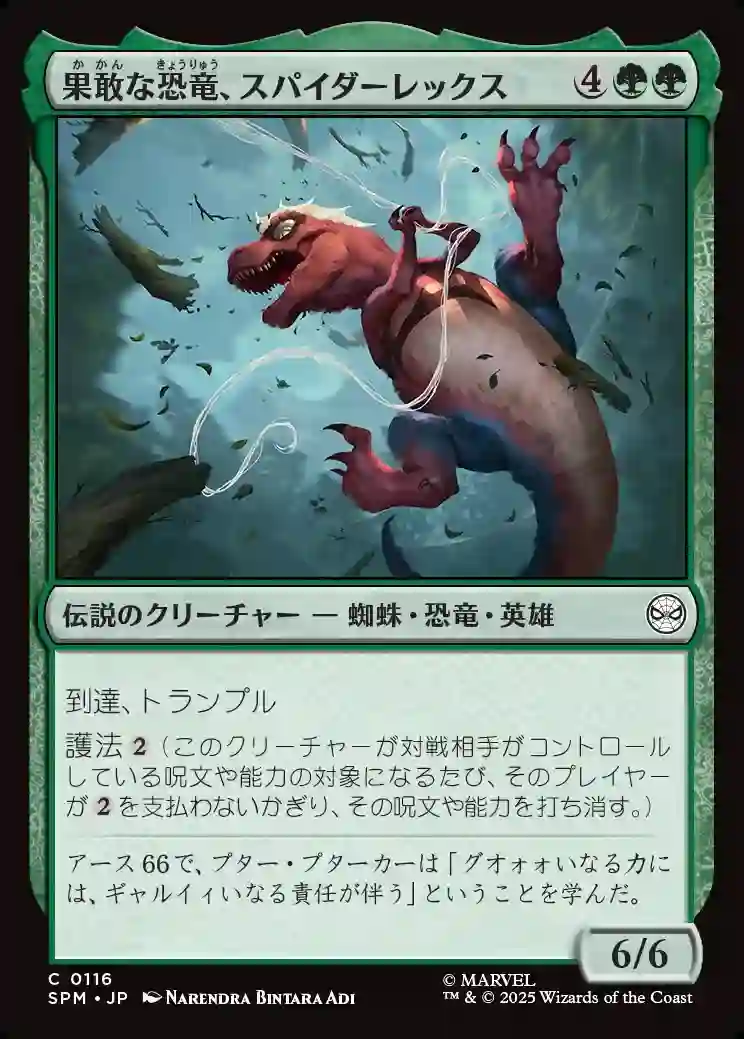 果敢な恐竜、スパイダーレックス
かかん きょうりゅう
4
伝説のクリーチャー — 蜘蛛・恐竜・英雄
到達、トランプル
護法 2（このクリーチャーが対戦相手がコントロール
している呪文や能力の対象になるたび、そのプレイヤー
が 2 を支払わないかぎり、その呪文や能力を打ち消す。）
アース66で、プター・プターカーは「グオォォいなる力に
は、ギャルイィいなる責任が伴う」ということを学んだ。
6/6
C 0116
SPM • JP NARENDRA BINTARA ADI
© MARVEL
™ & © 2025 Wizards of the Coast